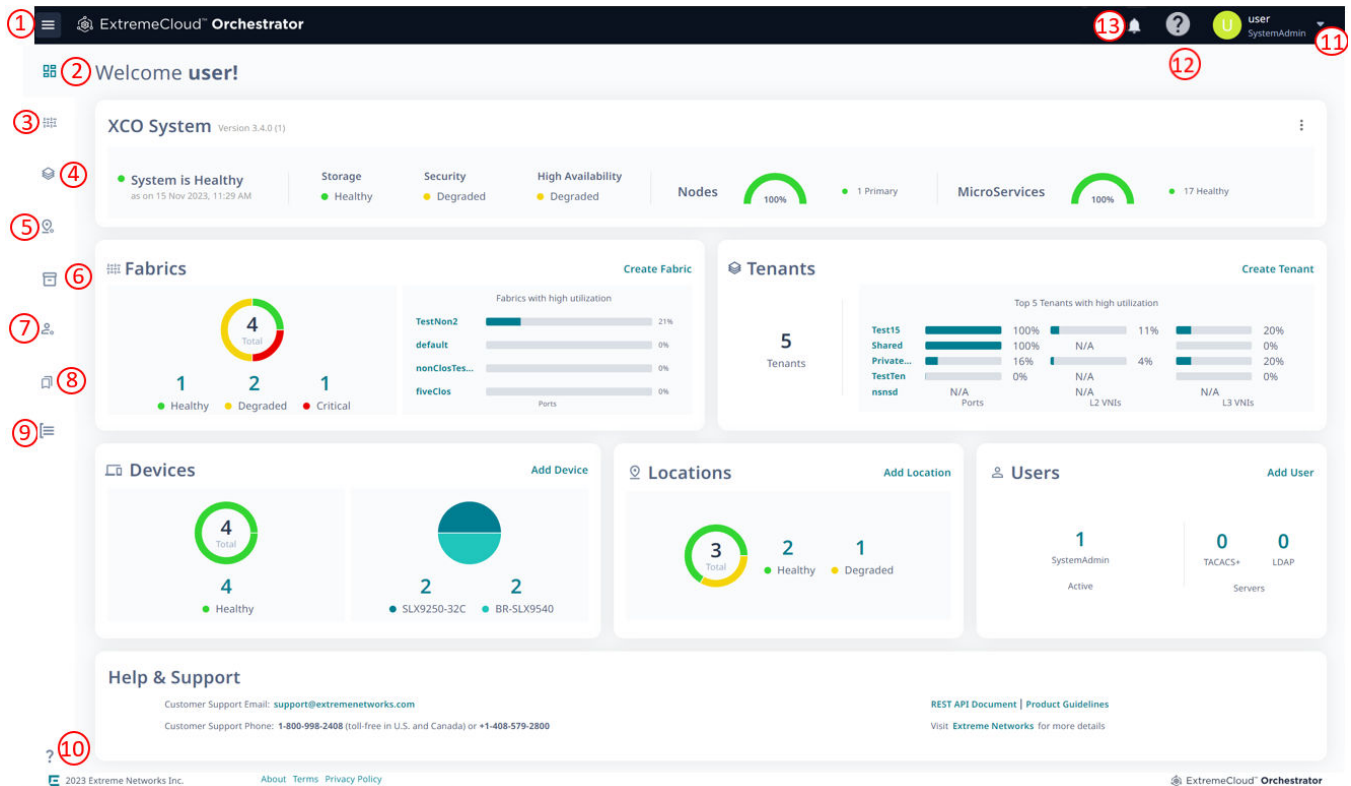 1 ExtremeCloud™ Orchestrator 13 ? 12 U user SystemAdmin 11
2 Welcome user!
3
4
5
6
7
8
9
XCO System Version 3.4.0 (1)
System is Healthy
as on 15 Nov 2023, 11:29 AM
Storage
Healthy
Security
Degraded
High Availability
Degraded
Nodes 100% 1 Primary
MicroServices 100% 17 Healthy
Fabrics Create Fabric
4
Total
1 2 1
Healthy Degraded Critical
Fabrics with high utilization
TestNon2 21%
default 0%
nonClosTes... 0%
fiveClos 0%
Ports
Tenants Create Tenant
5
Tenants
Top 5 Tenants with high utilization
Test15 100% 11% 20%
Shared 100% N/A 0%
Private... 16% 4% 20%
TestTen 0% N/A 0%
nsnsd N/A N/A N/A
Ports L2 VNIs L3 VNIs
Devices Add Device
4
Total
4
Healthy
2 2
SLX9250-32C BR-SLX9540
Locations Add Location
3
Total
2 1
Healthy Degraded
Users Add User
1
SystemAdmin
Active
0 0
TACACS+ LDAP
Servers
Help & Support
Customer Support Email: support@extremenetworks.com
Customer Support Phone: 1-800-998-2408 (toll-free in U.S. and Canada) or +1-408-579-2800
REST API Document | Product Guidelines
Visit Extreme Networks for more details
? 10
2023 Extreme Networks Inc. About Terms Privacy Policy ExtremeCloud™ Orchestrator